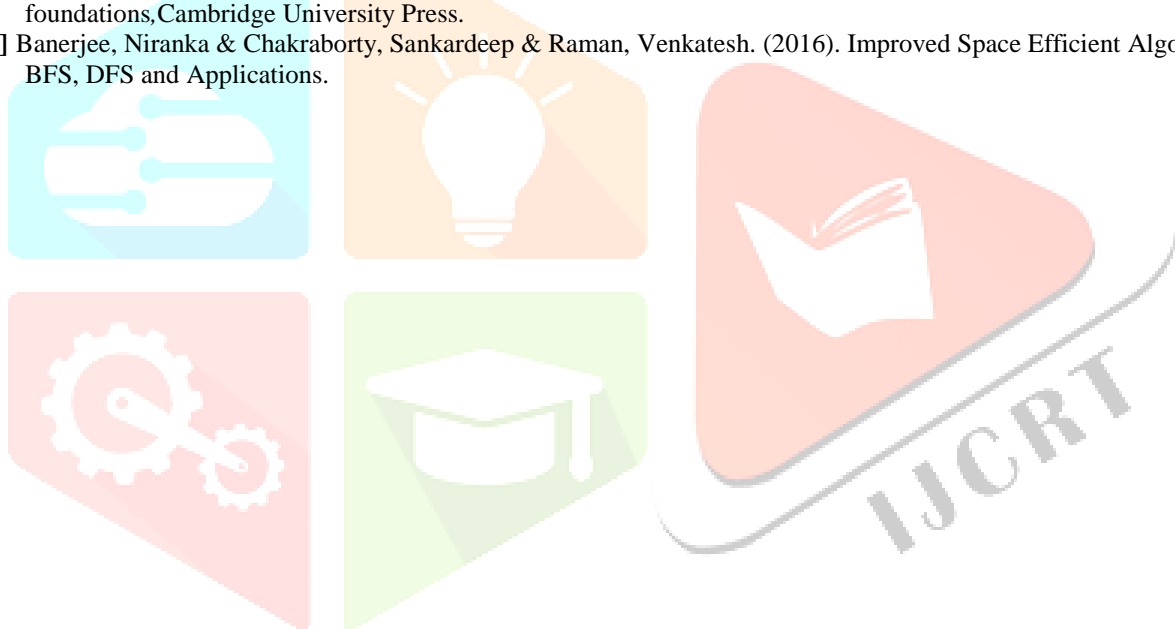 foundations,Cambridge University Press.
] Banerjee, Niranka & Chakraborty, Sankardeep & Raman, Venkatesh. (2016). Improved Space Efficient Algo
BFS, DFS and Applications.
IJCRT